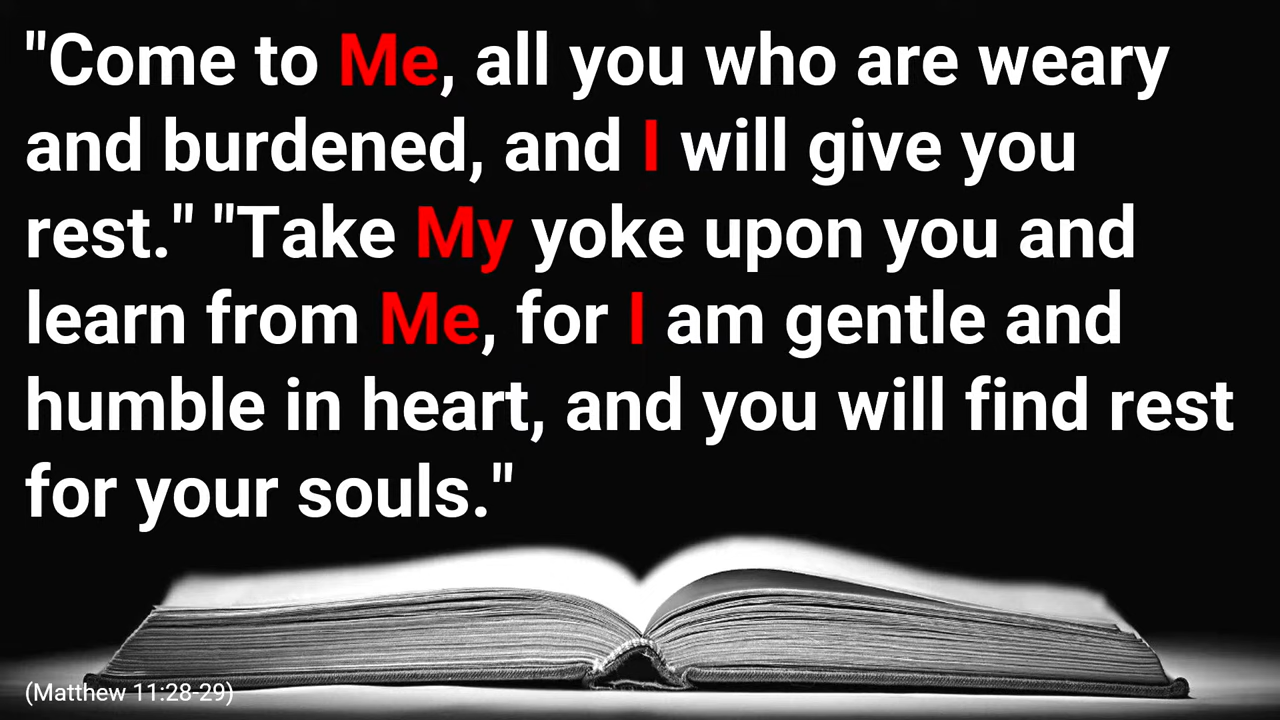 "Come to Me, all you who are weary
and burdened, and I will give you
rest." "Take My yoke upon you and
learn from Me, for I am gentle and
humble in heart, and you will find rest
for your souls."
(Matthew 11:28-29)